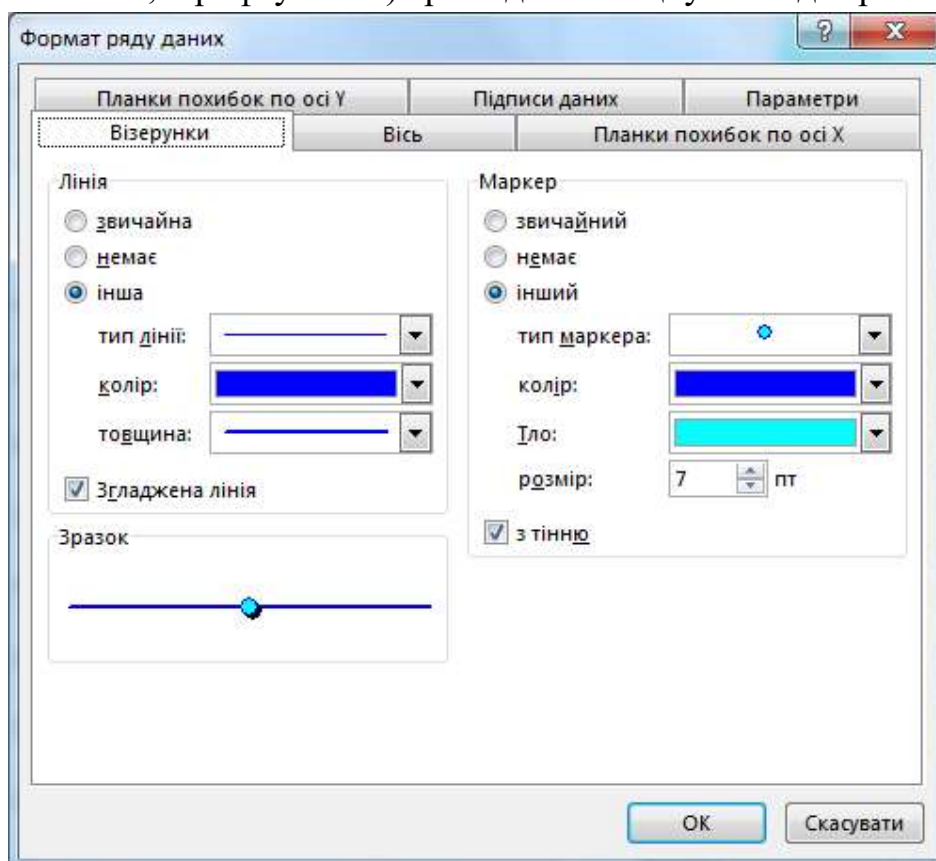 Формат ряду даних
Планки похибок по осі Y Підписи даних Параметри
Візерунки Вісь Планки похибок по осі X
Лінія
звичайна
немає
інша
тип лінії:
колір:
товщина:
Згладжена лінія
Зразок
Маркер
звичайний
немає
інший
тип маркера:
колір:
Тло:
розмір: 7 пт
з тінню
OK Скасувати